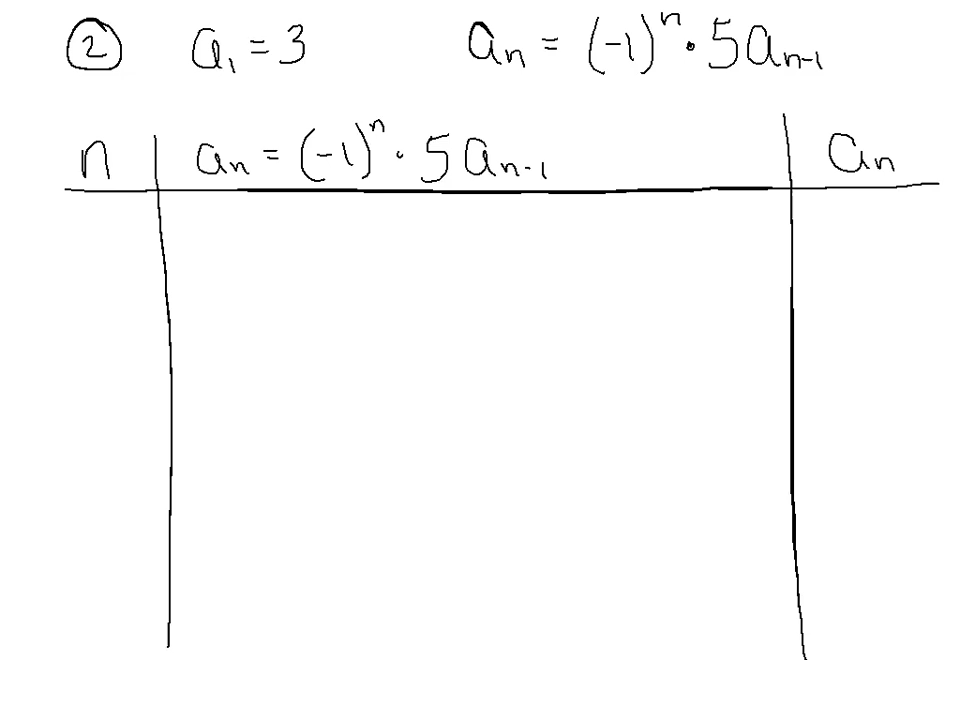 ② a₁ = 3 aₙ = (-1)ⁿ · 5aₙ₋₁
n aₙ = (-1)ⁿ · 5aₙ₋₁ aₙ